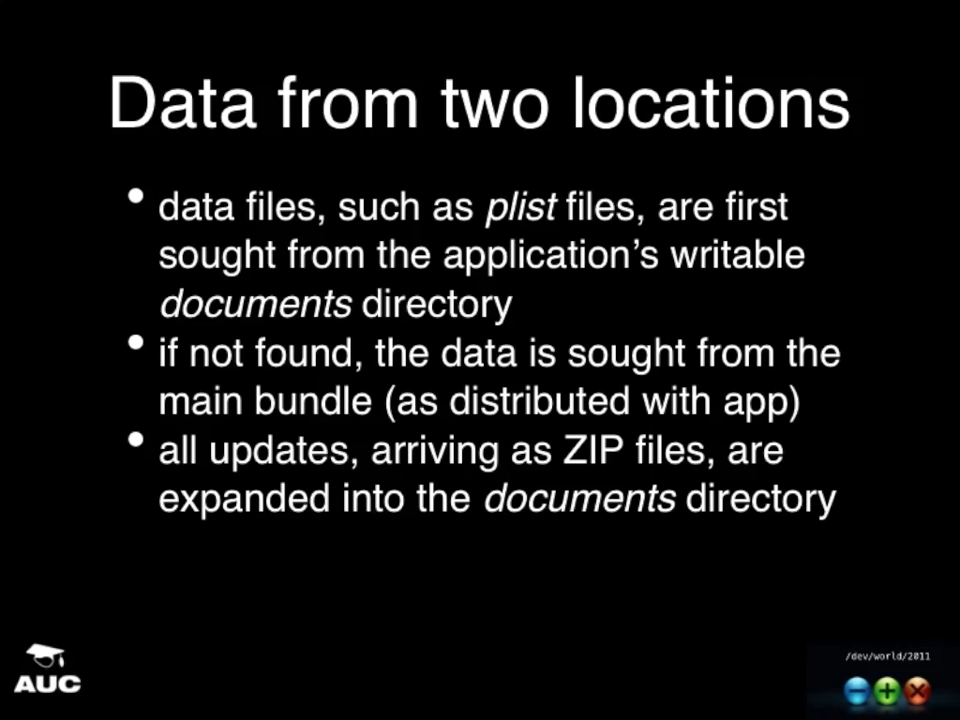 Data from two locations
• data files, such as plist files, are first
sought from the application’s writable
documents directory
• if not found, the data is sought from the
main bundle (as distributed with app)
• all updates, arriving as ZIP files, are
expanded into the documents directory
AUC
/dev/world/2011